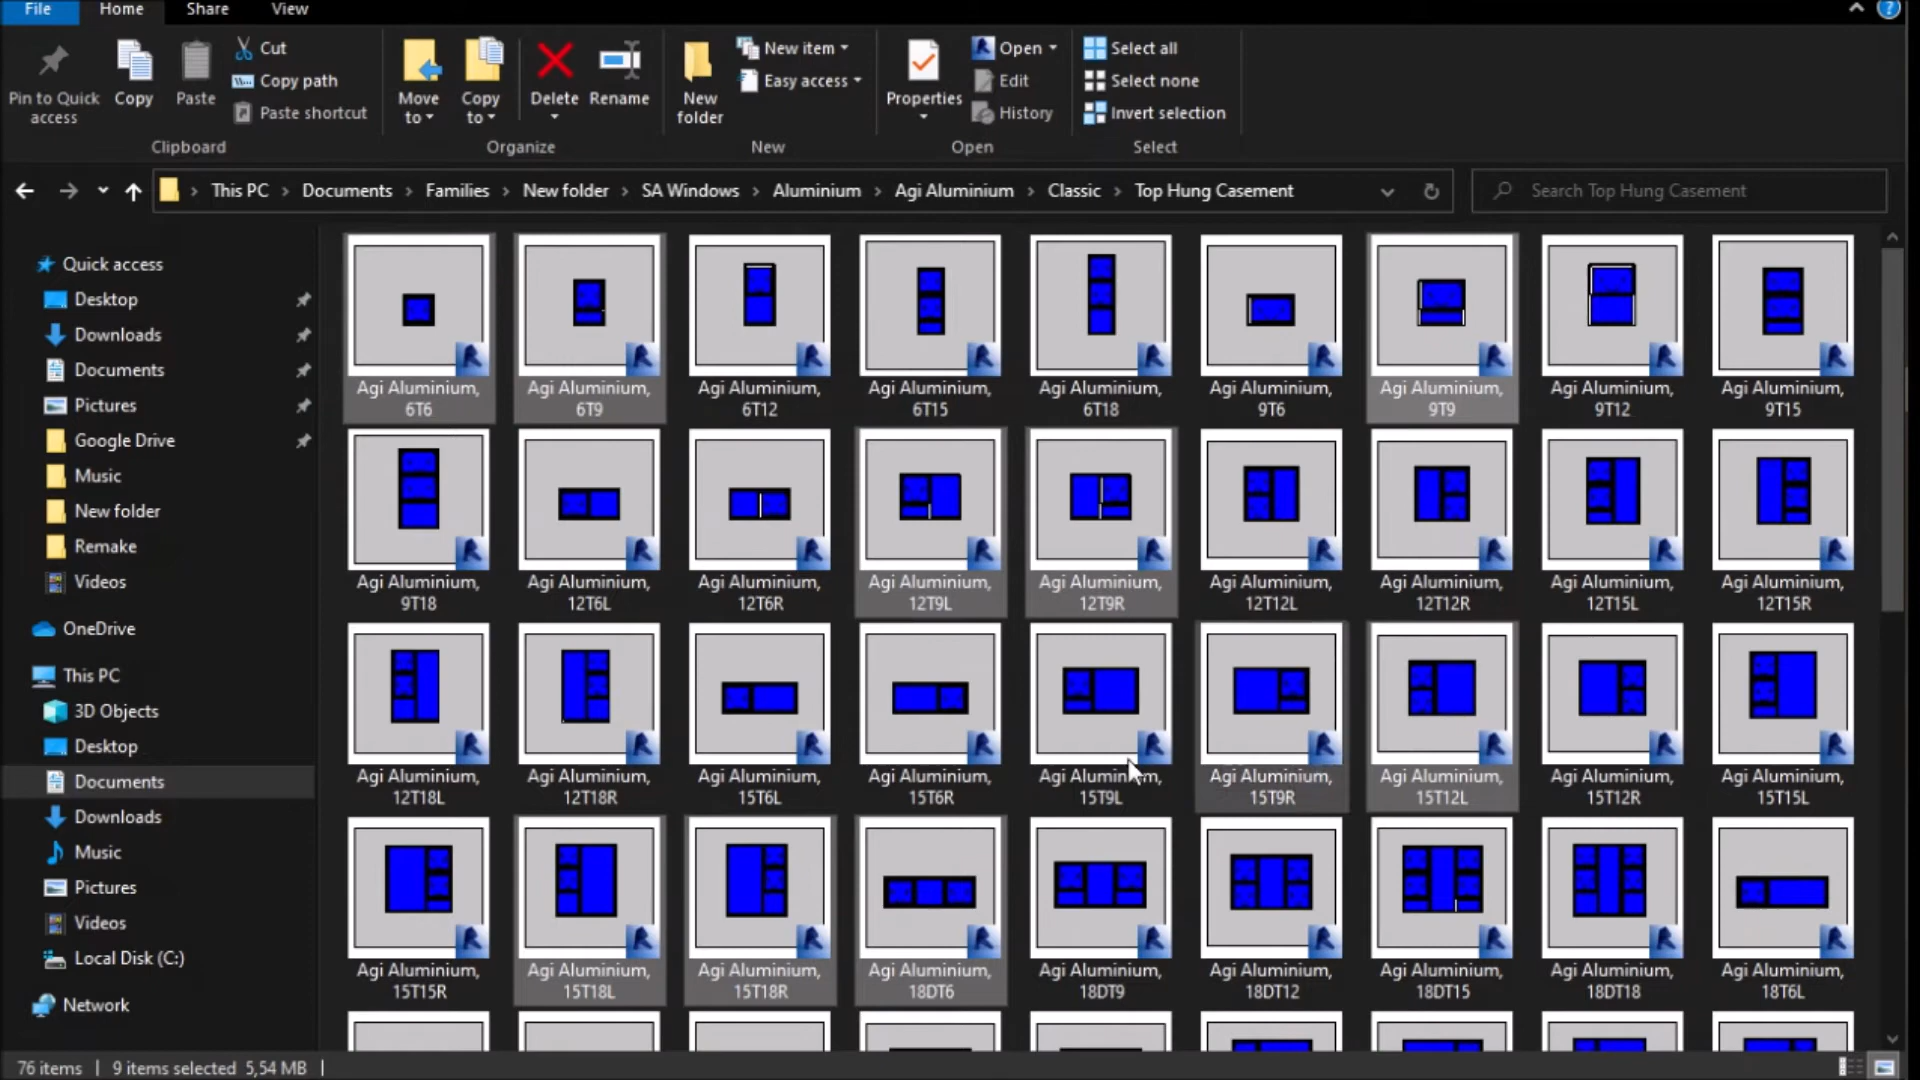 File Home Share View
Pin to Quick access
Copy
Paste
Cut
Copy path
Paste shortcut
Clipboard
Move to
Copy to
Delete
Rename
Organize
New folder
New item
Easy access
New
Properties
Open
Edit
History
Open
Select all
Select none
Invert selection
Select
This PC > Documents > Families > New folder > SA Windows > Aluminium > Agi Aluminium > Classic > Top Hung Casement
Search Top Hung Casement
Quick access
Desktop
Downloads
Documents
Pictures
Google Drive
Music
New folder
Remake
Videos
OneDrive
This PC
3D Objects
Desktop
Documents
Downloads
Music
Pictures
Videos
Local Disk (C:)
Network
Agi Aluminium, 6T6
Agi Aluminium, 6T9
Agi Aluminium, 6T12
Agi Aluminium, 6T15
Agi Aluminium, 6T18
Agi Aluminium, 9T6
Agi Aluminium, 9T9
Agi Aluminium, 9T12
Agi Aluminium, 9T15
Agi Aluminium, 9T18
Agi Aluminium, 12T6L
Agi Aluminium, 12T6R
Agi Aluminium, 12T9L
Agi Aluminium, 12T9R
Agi Aluminium, 12T12L
Agi Aluminium, 12T12R
Agi Aluminium, 12T15L
Agi Aluminium, 12T15R
Agi Aluminium, 12T18L
Agi Aluminium, 12T18R
Agi Aluminium, 15T6L
Agi Aluminium, 15T6R
Agi Aluminium, 15T9L
Agi Aluminium, 15T9R
Agi Aluminium, 15T12L
Agi Aluminium, 15T12R
Agi Aluminium, 15T15L
Agi Aluminium, 15T15R
Agi Aluminium, 15T18L
Agi Aluminium, 15T18R
Agi Aluminium, 18DT6
Agi Aluminium, 18DT9
Agi Aluminium, 18DT12
Agi Aluminium, 18DT15
Agi Aluminium, 18DT18
Agi Aluminium, 18T6L
76 items | 9 items selected 5,54 MB |